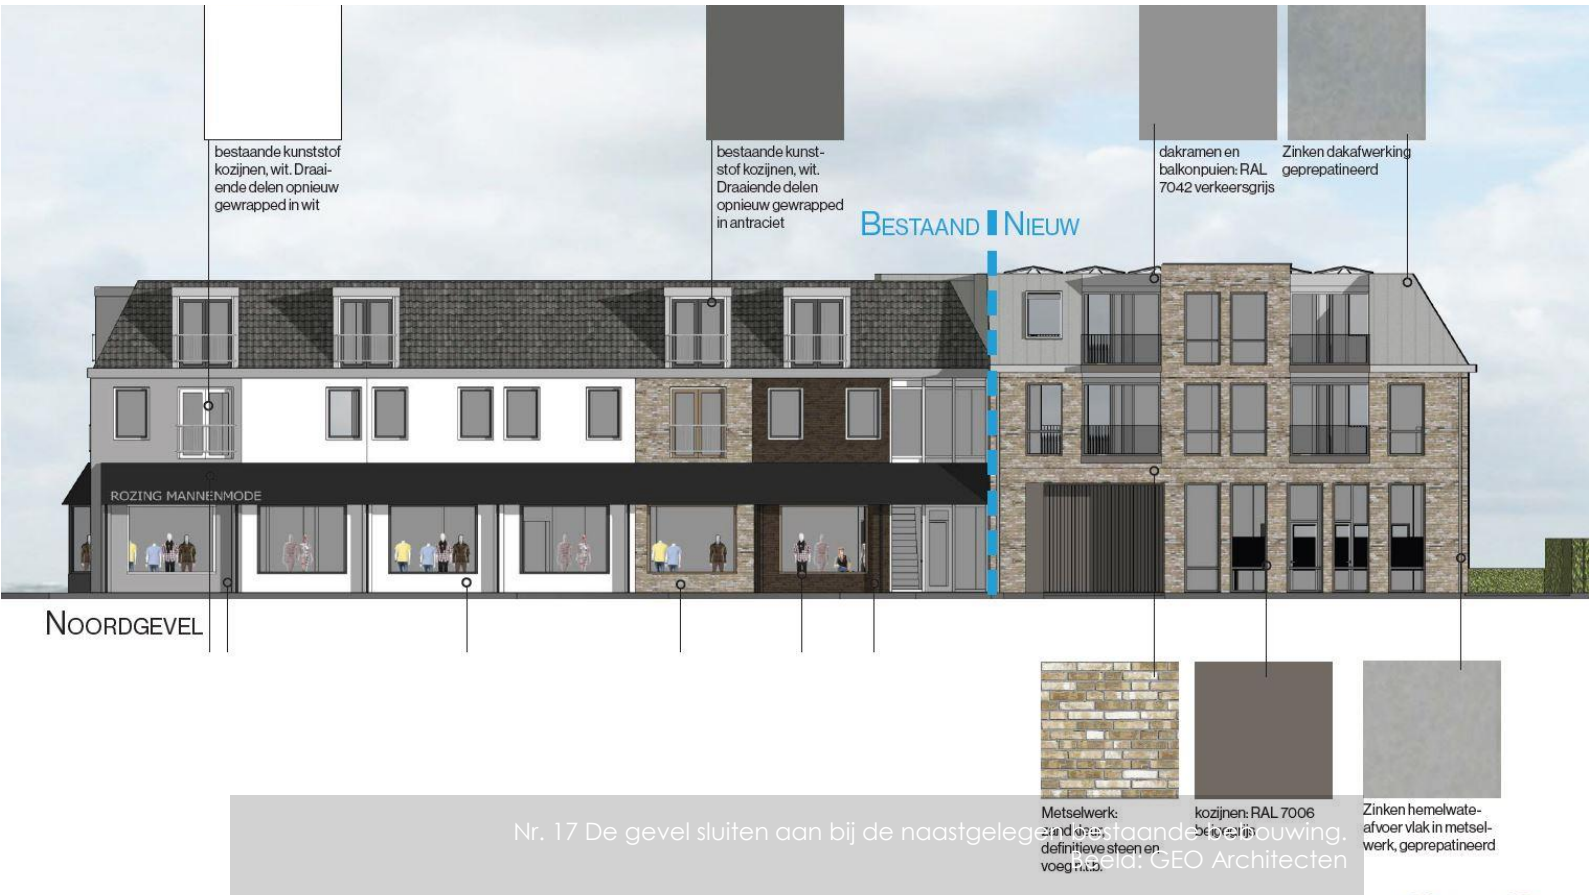 bestaande kunststof
kozijnen, wit. Draai-
ende delen opnieuw
gewrapped in wit
bestaande kunst-
stof kozijnen, wit.
Draaiende delen
opnieuw gewrapped
in antraciet
dakramen en
balkonpuien: RAL
7042 verkeersgrijs
Zinken dakafwerking
geprepatineerd
BESTAAND NIEUW
ROZING MANNENMODE
NOORDGEVEL
Metselwerk:
definitieve steen en
voeg n.t.b.
kozijnen: RAL 7006
beigegrijs
Zinken hemelwate-
afvoer vlak in metsel-
werk, geprepatineerd
Nr. 17 De gevel sluiten aan bij de naastgelegen bestaande bebouwing.
Beeld: GEO Architecten